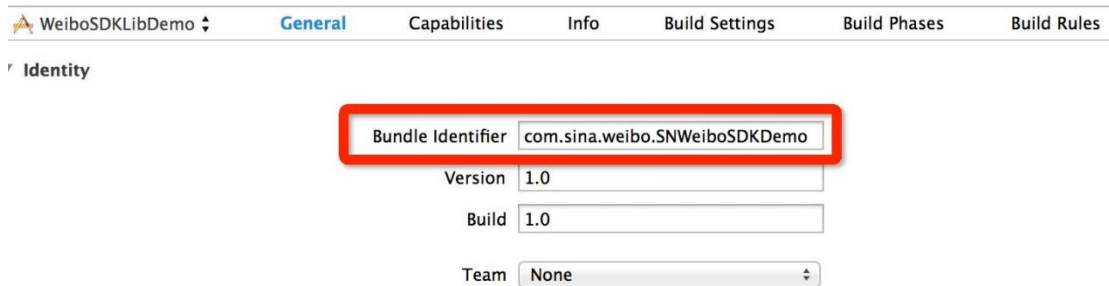 WeiboSDKLibDemo General Capabilities Info Build Settings Build Phases Build Rules
Identity
Bundle Identifier com.sina.weibo.SNWeiboSDKDemo
Version 1.0
Build 1.0
Team None